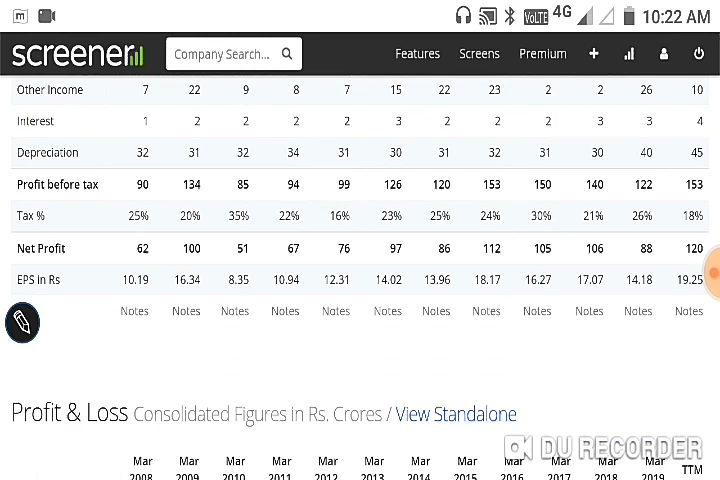 m VoLTE 4G 10:22 AM
screener Company Search... Features Screens Premium
Other Income 7 22 9 8 7 15 22 23 2 2 26 10
Interest 1 2 2 2 2 3 2 2 2 3 3 4
Depreciation 32 31 32 34 31 30 31 32 31 30 40 45
Profit before tax 90 134 85 94 99 126 120 153 150 140 122 153
Tax % 25% 20% 35% 22% 16% 23% 25% 24% 30% 21% 26% 18%
Net Profit 62 100 51 67 76 97 86 112 105 106 88 120
EPS in Rs 10.19 16.34 8.35 10.94 12.31 14.02 13.96 18.17 16.27 17.07 14.18 19.25
Notes Notes Notes Notes Notes Notes Notes Notes Notes Notes Notes Notes
Profit & Loss Consolidated Figures in Rs. Crores / View Standalone
DU RECORDER
Mar Mar Mar Mar Mar Mar Mar Mar Mar Mar Mar Mar TTM
2008 2009 2010 2011 2012 2013 2014 2015 2016 2017 2018 2019